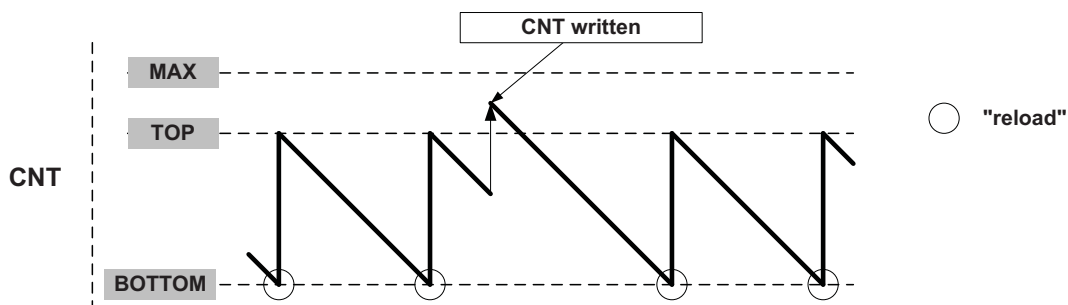 CNT written
MAX
TOP
"reload"
CNT
BOTTOM